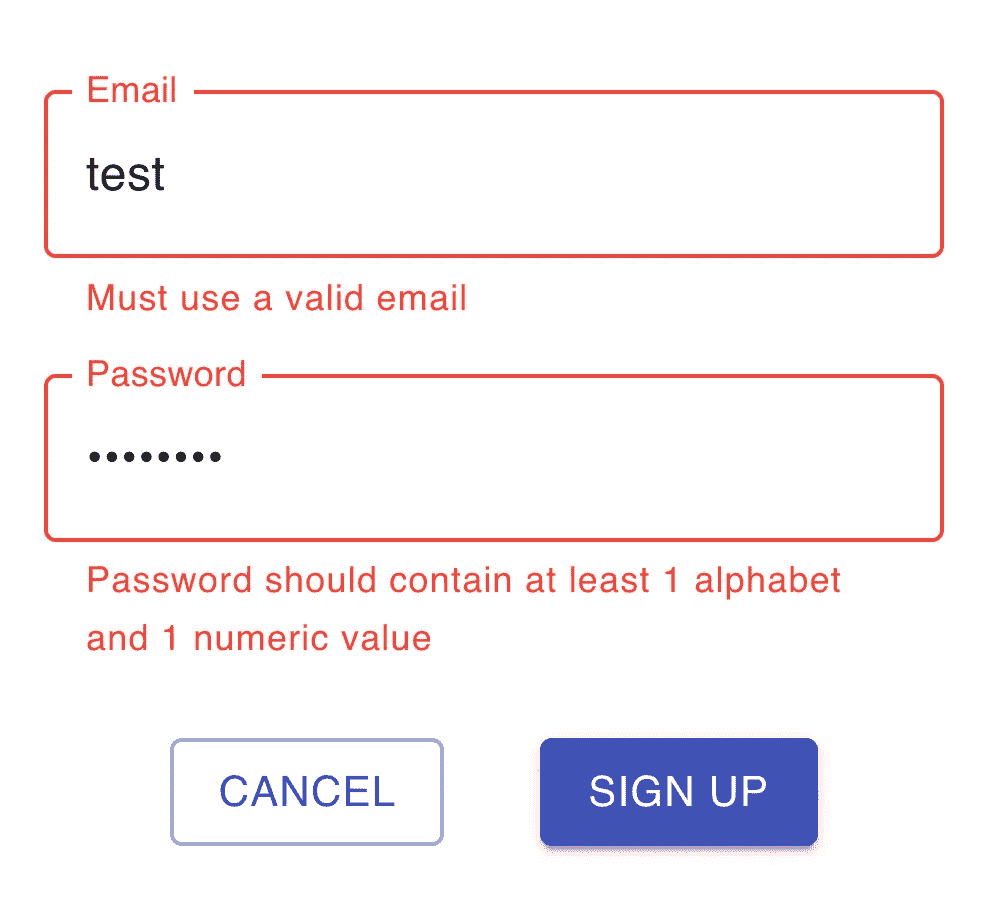 Email
test
Must use a valid email
Password
••••••••
Password should contain at least 1 alphabet
and 1 numeric value
CANCEL
SIGN UP